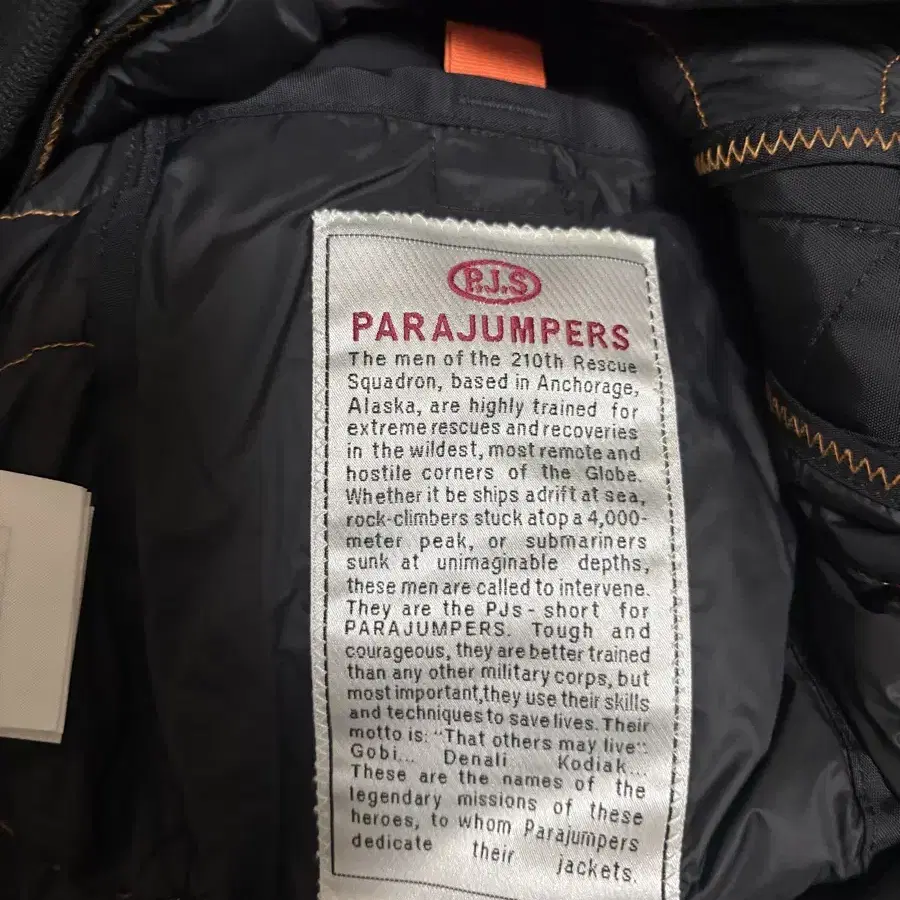 P.J.S
PARAJUMPERS
The men of the 210th Rescue
Squadron, based in Anchorage,
Alaska, are highly trained for
extreme rescues and recoveries
in the wildest, most remote and
hostile corners of the Globe.
Whether it be ships adrift at sea,
rock-climbers stuck atop a 4,000-
meter peak, or submariners
sunk at unimaginable depths,
these men are called to intervene.
They are the PJs - short for
PARAJUMPERS. Tough and
courageous, they are better trained
than any other military corps, but
most important,they use their skills
and techniques to save lives. Their
motto is: "That others may live".
Gobi... Denali Kodiak...
These are the names of the
legendary missions of these
heroes, to whom Parajumpers
dedicate their jackets.